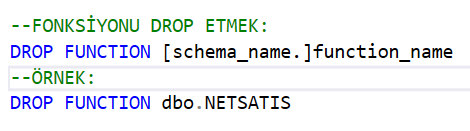 --FONKSİYONU DROP ETMEK:
DROP FUNCTION [schema_name.]function_name
--ÖRNEK:
DROP FUNCTION dbo.NETSATIS